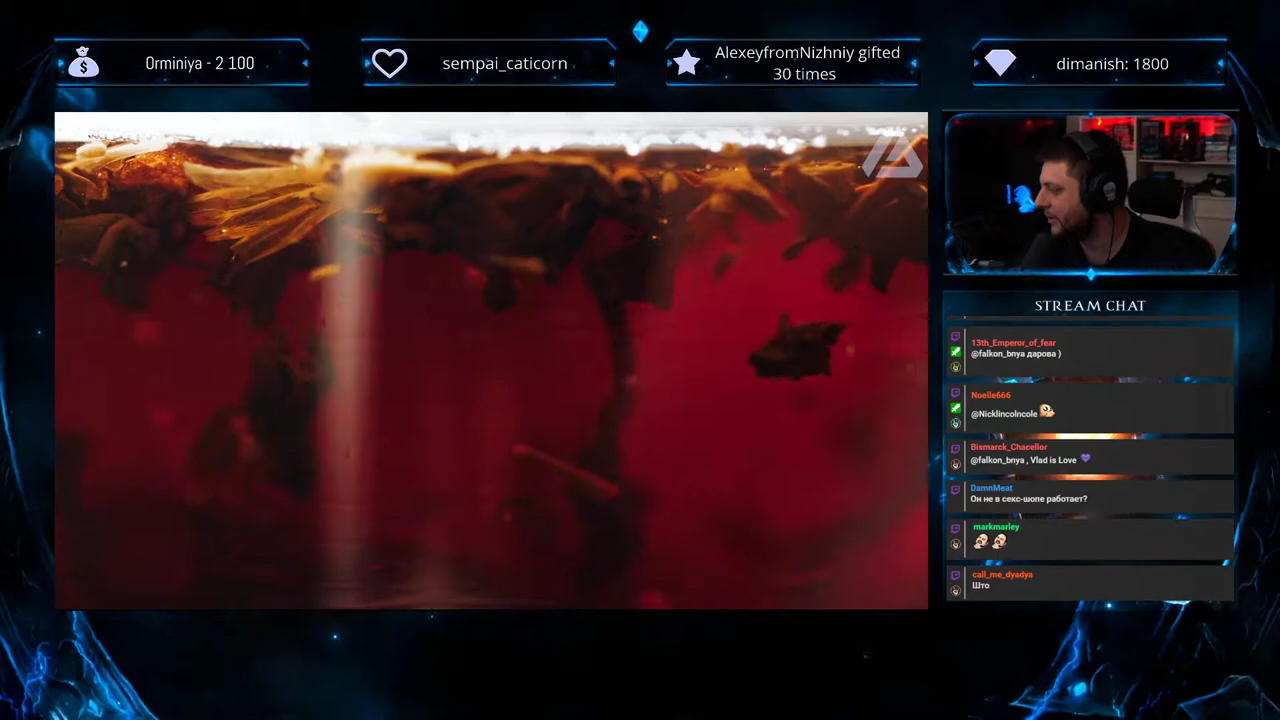 Orminiya - 2 100
sempai_caticorn
AlexeyfromNizhniy gifted
30 times
dimanish: 1800
STREAM CHAT
13th_Emperor_of_fear
@falkon_bnya дарова )
Noelle666
@Nicklincolncole
Bismarck_Chacellor
@falkon_bnya , Vlad is Love
DamnMeat
Он не в секс-шопе работает?
markmarley
call_me_dyadya
Што